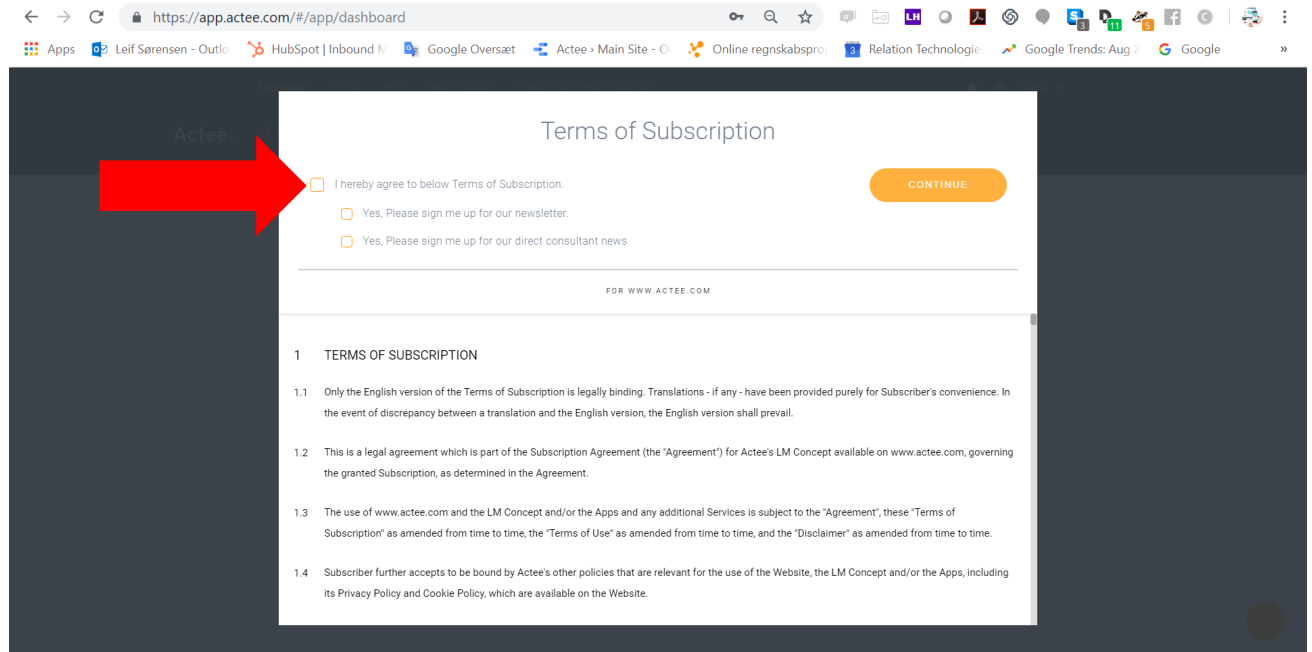 https://app.actee.com/#/app/dashboard
LH
3
11
5
Apps
Leif Sørensen - Outlo
HubSpot | Inbound M
Google Oversæt
Actee › Main Site - O
Online regnskabspro
3
Relation Technologie
Google Trends: Aug 2
Google
»
Actee.
Terms of Subscription
I hereby agree to below Terms of Subscription.
CONTINUE
Yes, Please sign me up for our newsletter.
Yes, Please sign me up for our direct consultant news
FOR WWW.ACTEE.COM
1 TERMS OF SUBSCRIPTION
1.1 Only the English version of the Terms of Subscription is legally binding. Translations - if any - have been provided purely for Subscriber's convenience. In
the event of discrepancy between a translation and the English version, the English version shall prevail.
1.2 This is a legal agreement which is part of the Subscription Agreement (the "Agreement") for Actee's LM Concept available on www.actee.com, governing
the granted Subscription, as determined in the Agreement.
1.3 The use of www.actee.com and the LM Concept and/or the Apps and any additional Services is subject to the "Agreement", these "Terms of
Subscription" as amended from time to time, the "Terms of Use" as amended from time to time, and the "Disclaimer" as amended from time to time.
1.4 Subscriber further accepts to be bound by Actee's other policies that are relevant for the use of the Website, the LM Concept and/or the Apps, including
its Privacy Policy and Cookie Policy, which are available on the Website.